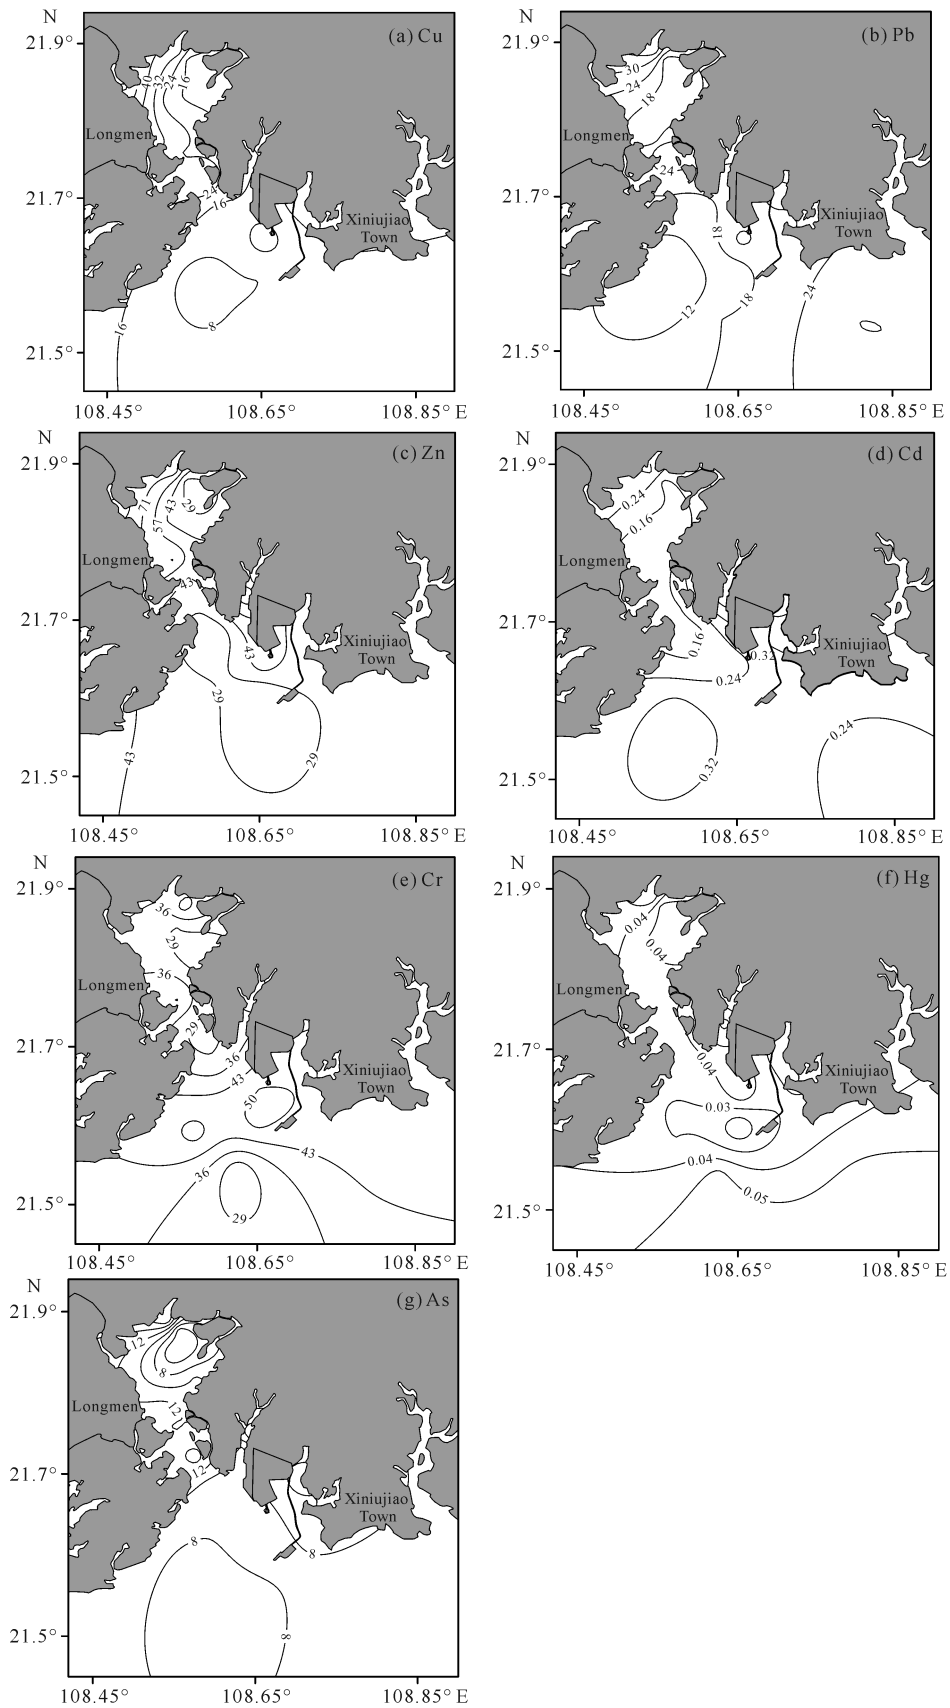 N
21.9°
(a) Cu
40
32
24
16
Longmen
24
21.7°
16
Xiniujiao
Town
8
16
21.5°
108.45°
108.65°
108.85° E
N
21.9°
(b) Pb
30
24
18
Longmen
24
21.7°
Xiniujiao
Town
18
24
18
12
21.5°
108.45°
108.65°
108.85° E
N
21.9°
(c) Zn
71
43
29
57
Longmen
43
21.7°
43
Xiniujiao
Town
29
43
29
21.5°
108.45°
108.65°
108.85° E
N
21.9°
(d) Cd
0.24
0.16
Longmen
21.7°
0.16
0.32
Xiniujiao
Town
0.24
0.24
0.32
21.5°
108.45°
108.65°
108.85° E
N
21.9°
(e) Cr
36
29
36
Longmen
29
21.7°
36
43
Xiniujiao
Town
50
43
36
29
21.5°
108.45°
108.65°
108.85° E
N
21.9°
(f) Hg
0.04
0.04
Longmen
21.7°
0.04
Xiniujiao
Town
0.03
0.04
0.05
21.5°
108.45°
108.65°
108.85° E
N
21.9°
(g) As
12
8
Longmen
12
12
21.7°
Xiniujiao
Town
8
8
8
21.5°
108.45°
108.65°
108.85° E